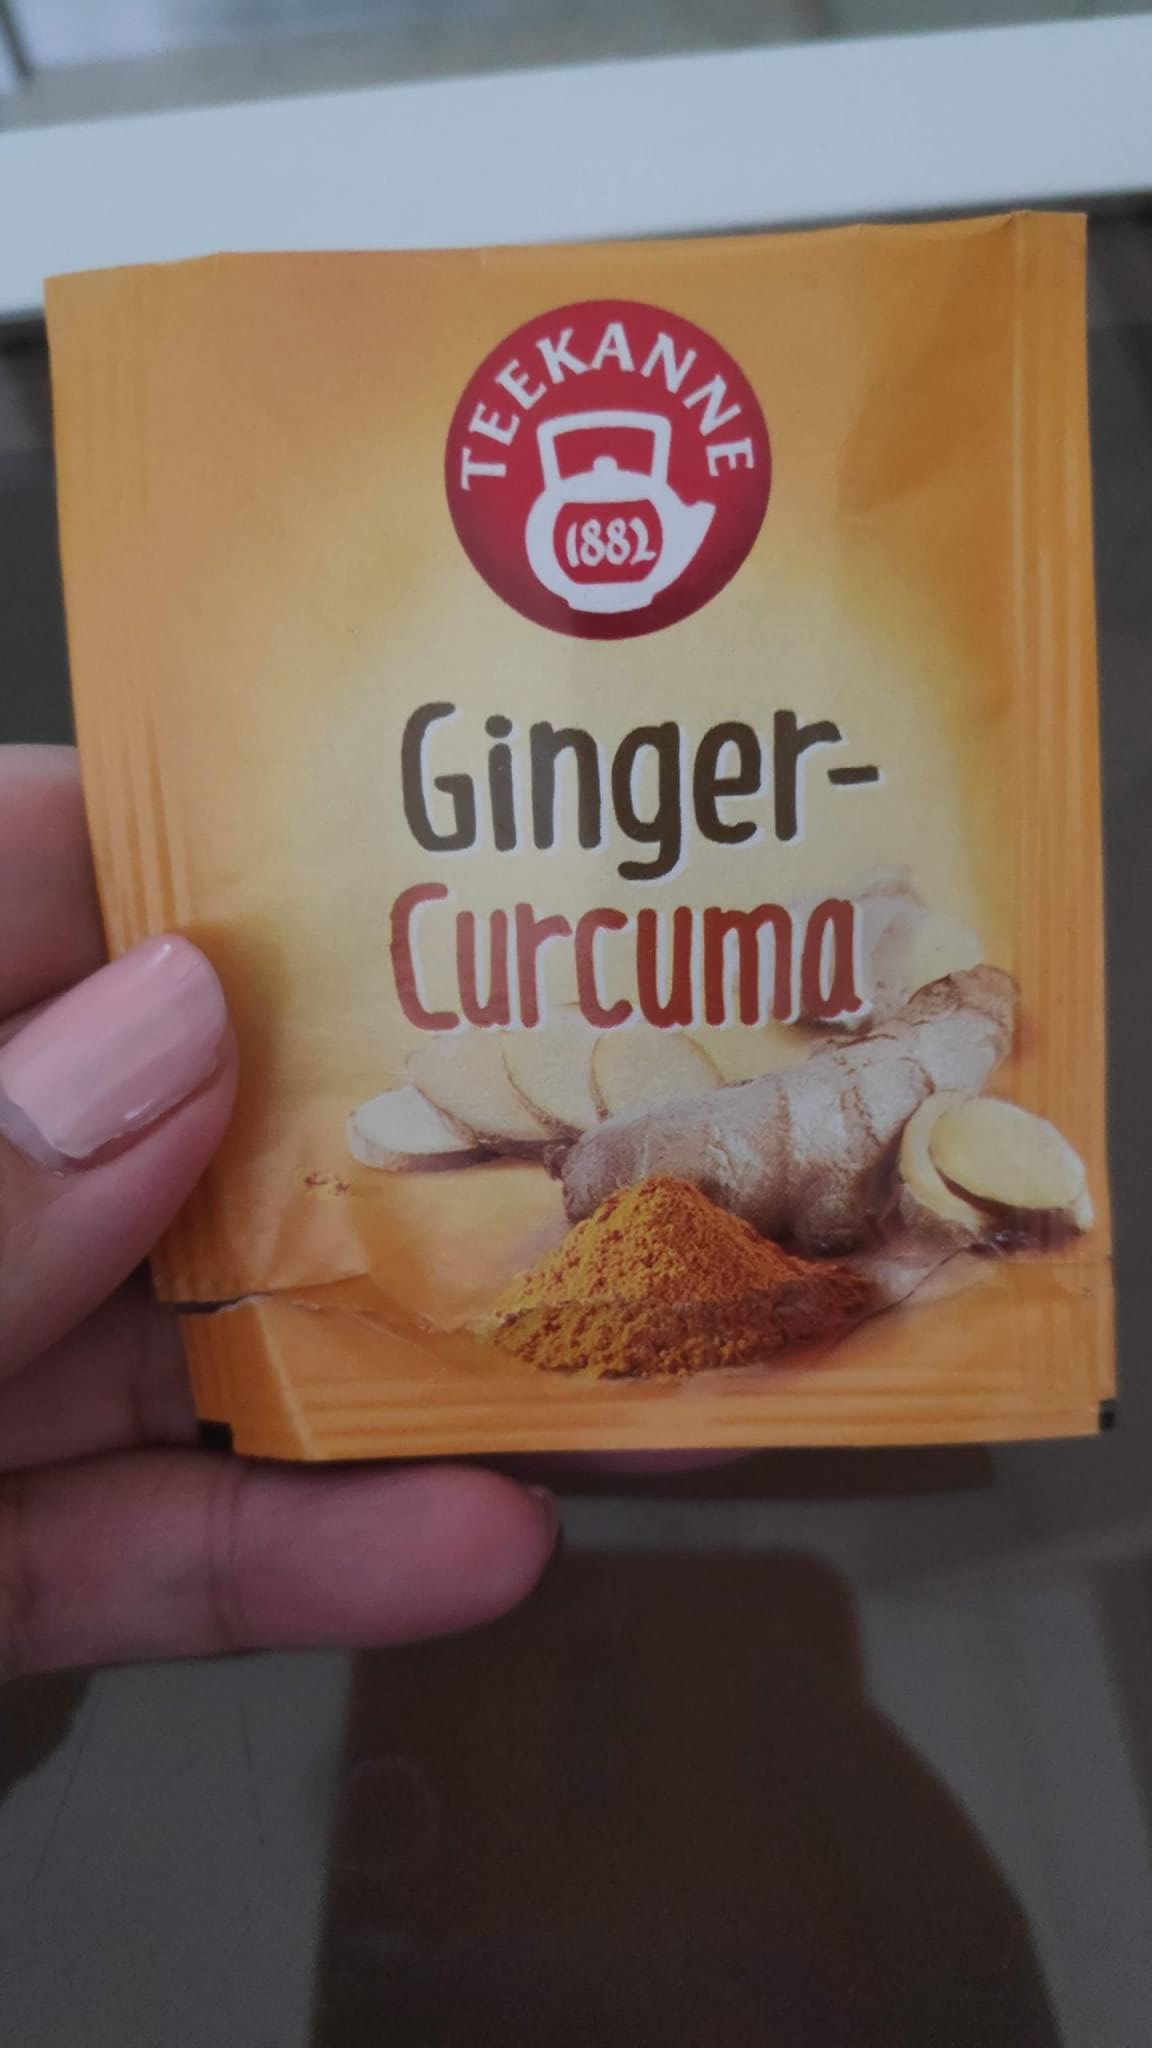 TEEKANNE
1882
Ginger-
Curcuma